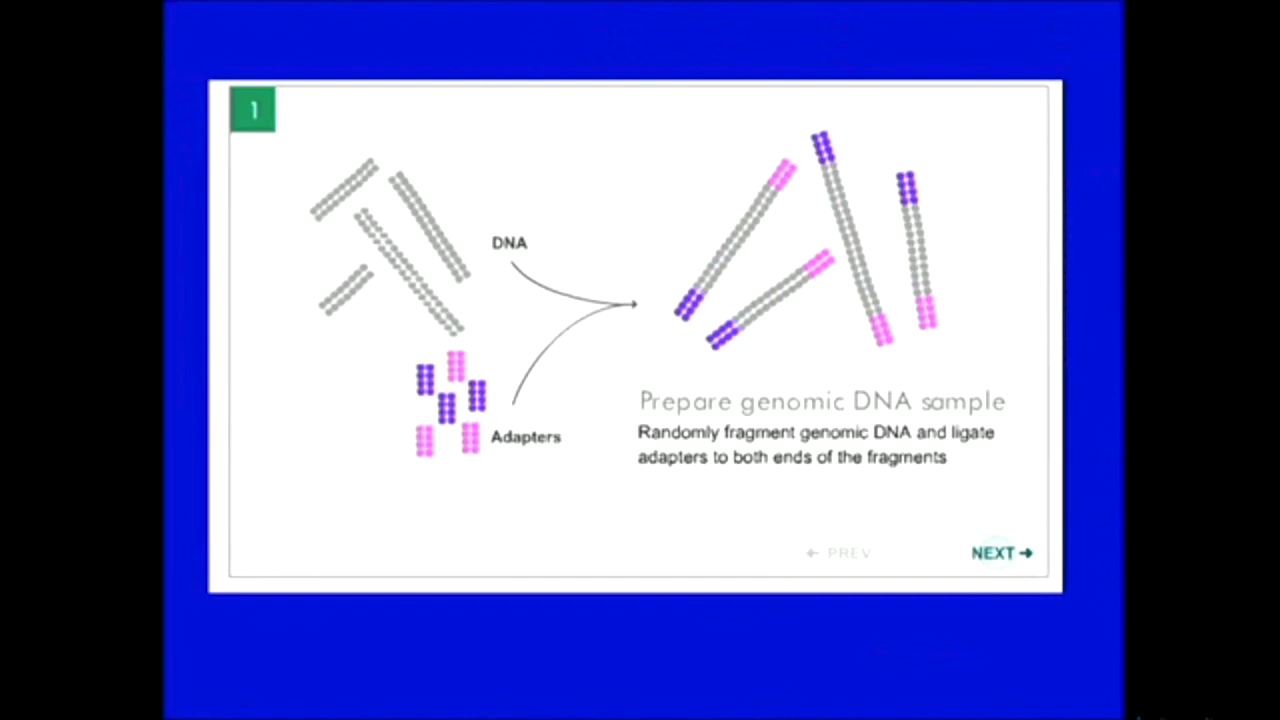 1
DNA
Adapters
Prepare genomic DNA sample
Randomly fragment genomic DNA and ligate
adapters to both ends of the fragments
← PREV
NEXT →